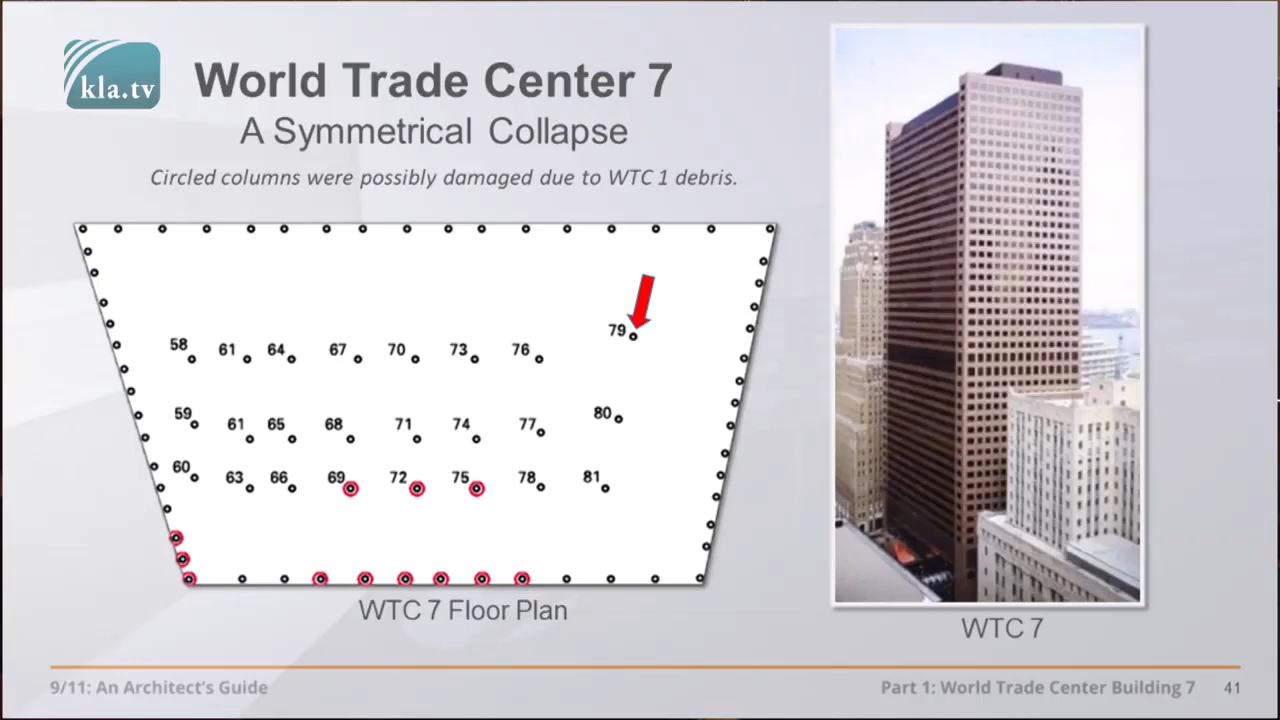 kla.tv
World Trade Center 7
A Symmetrical Collapse
Circled columns were possibly damaged due to WTC 1 debris.
79
58 61 64 67 70 73 76
59 61 65 68 71 74 77 80
60 63 66 69 72 75 78 81
WTC 7 Floor Plan
WTC 7
9/11: An Architect's Guide
Part 1: World Trade Center Building 7 41